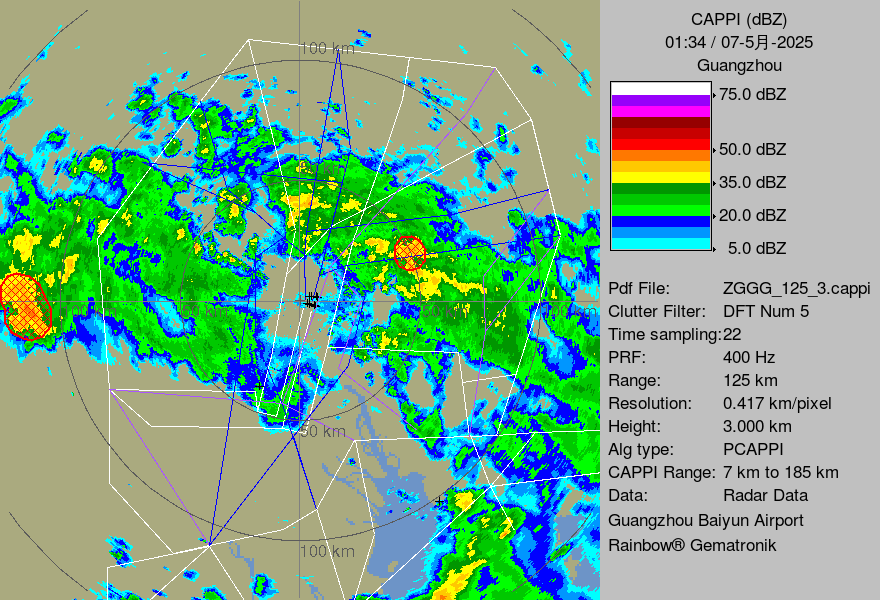 CAPPI (dBZ)
01:34 / 07-5月-2025
Guangzhou
75.0 dBZ
50.0 dBZ
35.0 dBZ
20.0 dBZ
5.0 dBZ
Pdf File: ZGGG_125_3.cappi
Clutter Filter: DFT Num 5
Time sampling:22
PRF: 400 Hz
Range: 125 km
Resolution: 0.417 km/pixel
Height: 3.000 km
Alg type: PCAPPI
CAPPI Range: 7 km to 185 km
Data: Radar Data
Guangzhou Baiyun Airport
Rainbow® Gematronik
100 km
50 km
100 km